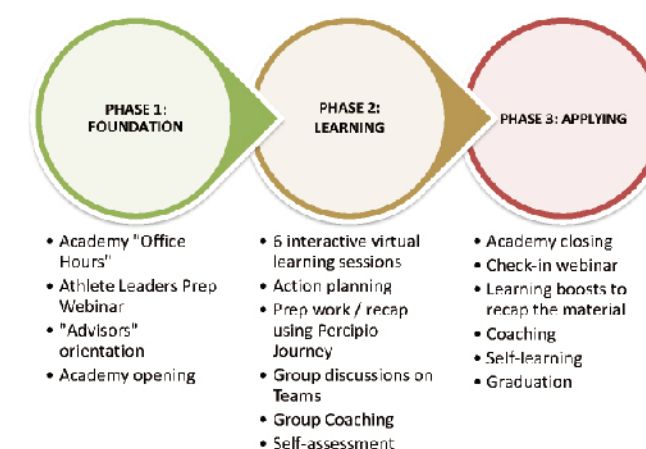 PHASE 1:
FOUNDATION
• Academy "Office
Hours"
• Athlete Leaders Prep
Webinar
• "Advisors"
orientation
• Academy opening
PHASE 2:
LEARNING
• 6 interactive virtual
learning sessions
• Action planning
• Prep work / recap
using Percipio
Journey
• Group discussions on
Teams
• Group Coaching
• Self-assessment
PHASE 3: APPLYING
• Academy closing
• Check-in webinar
• Learning boosts to
recap the material
• Coaching
• Self-learning
• Graduation